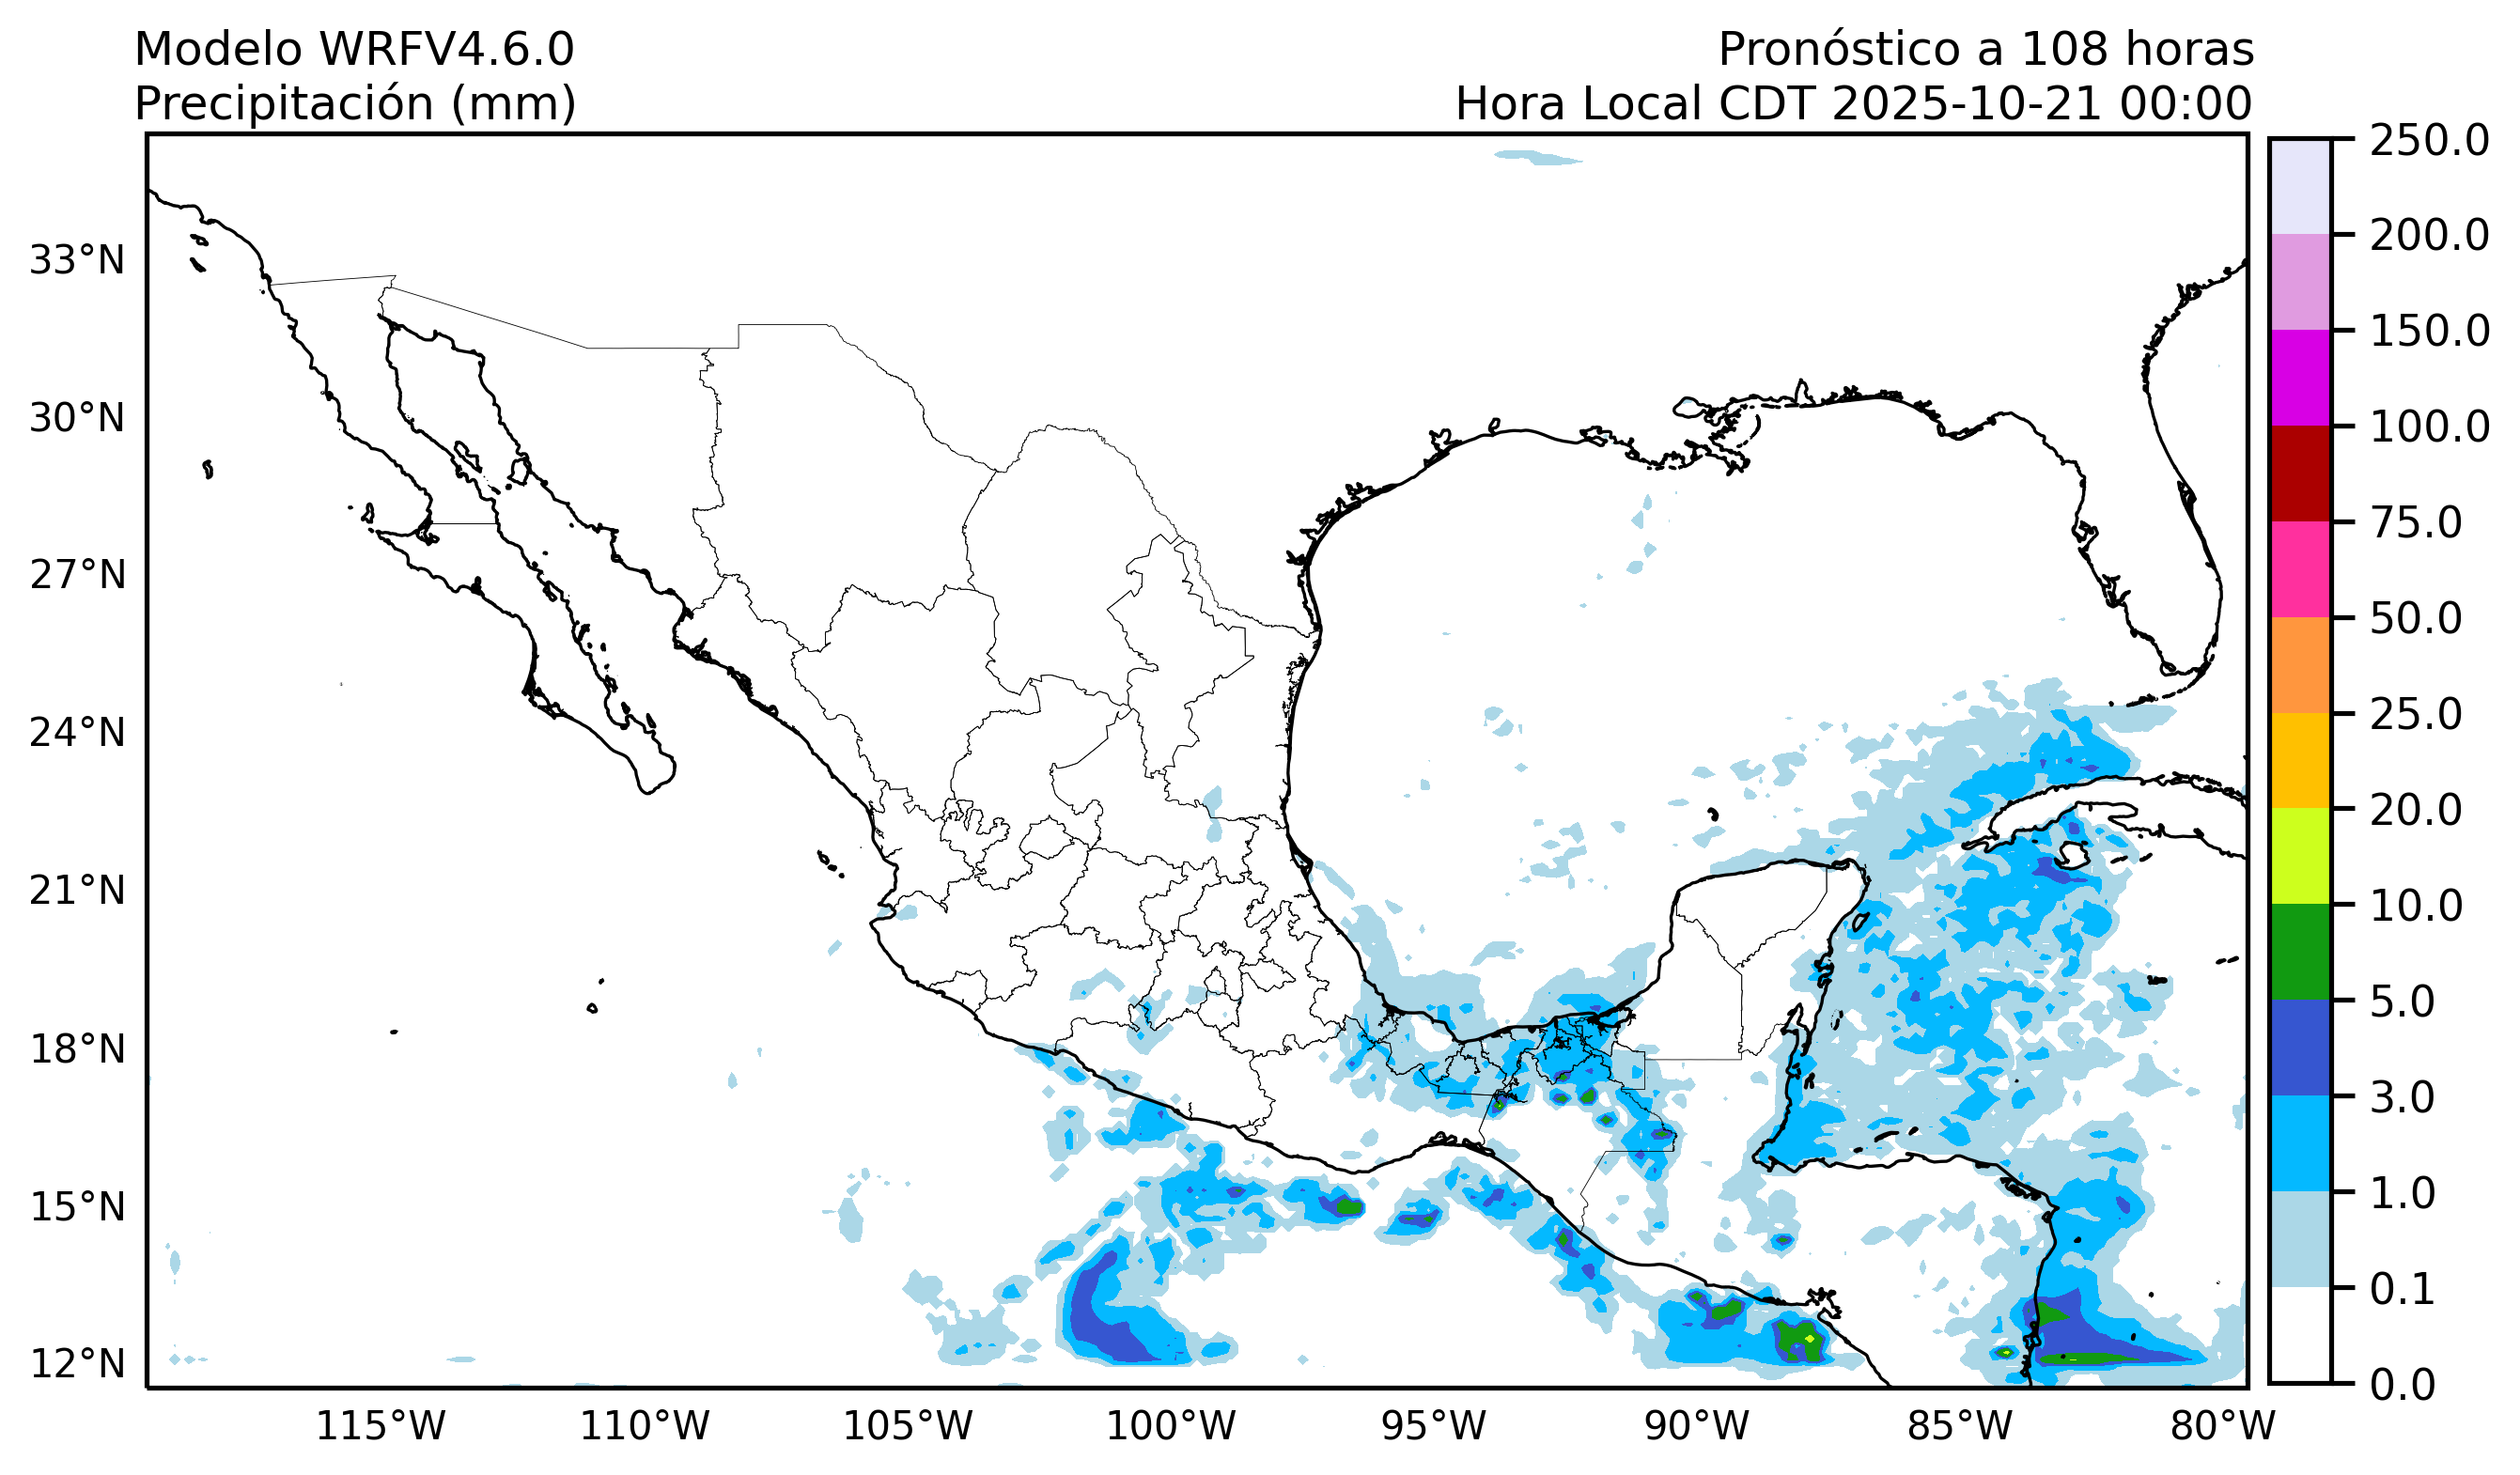 Modelo WRFV4.6.0
Precipitación (mm)
Pronóstico a 108 horas
Hora Local CDT 2025-10-21 00:00
33°N
30°N
27°N
24°N
21°N
18°N
15°N
12°N
115°W
110°W
105°W
100°W
95°W
90°W
85°W
80°W
250.0
200.0
150.0
100.0
75.0
50.0
25.0
20.0
10.0
5.0
3.0
1.0
0.1
0.0